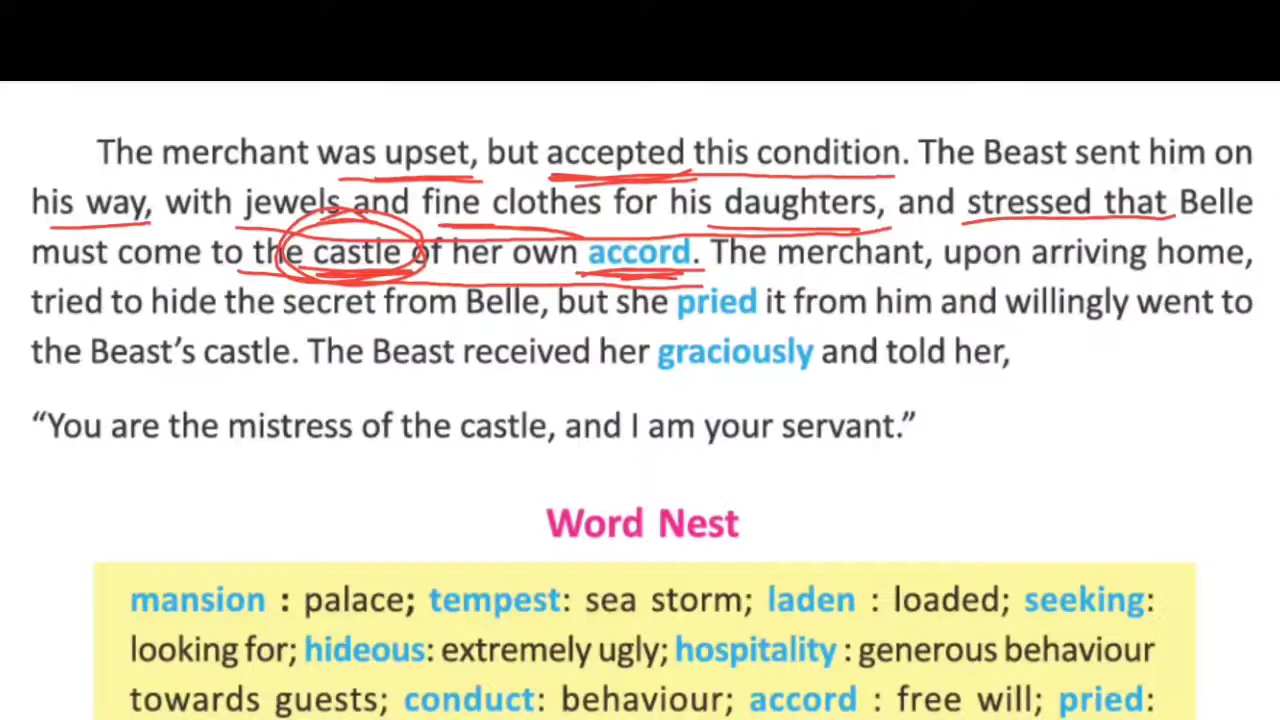 The merchant was upset, but accepted this condition. The Beast sent him on
his way, with jewels and fine clothes for his daughters, and stressed that Belle
must come to the castle of her own accord. The merchant, upon arriving home,
tried to hide the secret from Belle, but she pried it from him and willingly went to
the Beast’s castle. The Beast received her graciously and told her,
“You are the mistress of the castle, and I am your servant.”
Word Nest
mansion : palace; tempest: sea storm; laden : loaded; seeking:
looking for; hideous: extremely ugly; hospitality : generous behaviour
towards guests; conduct: behaviour; accord : free will; pried: